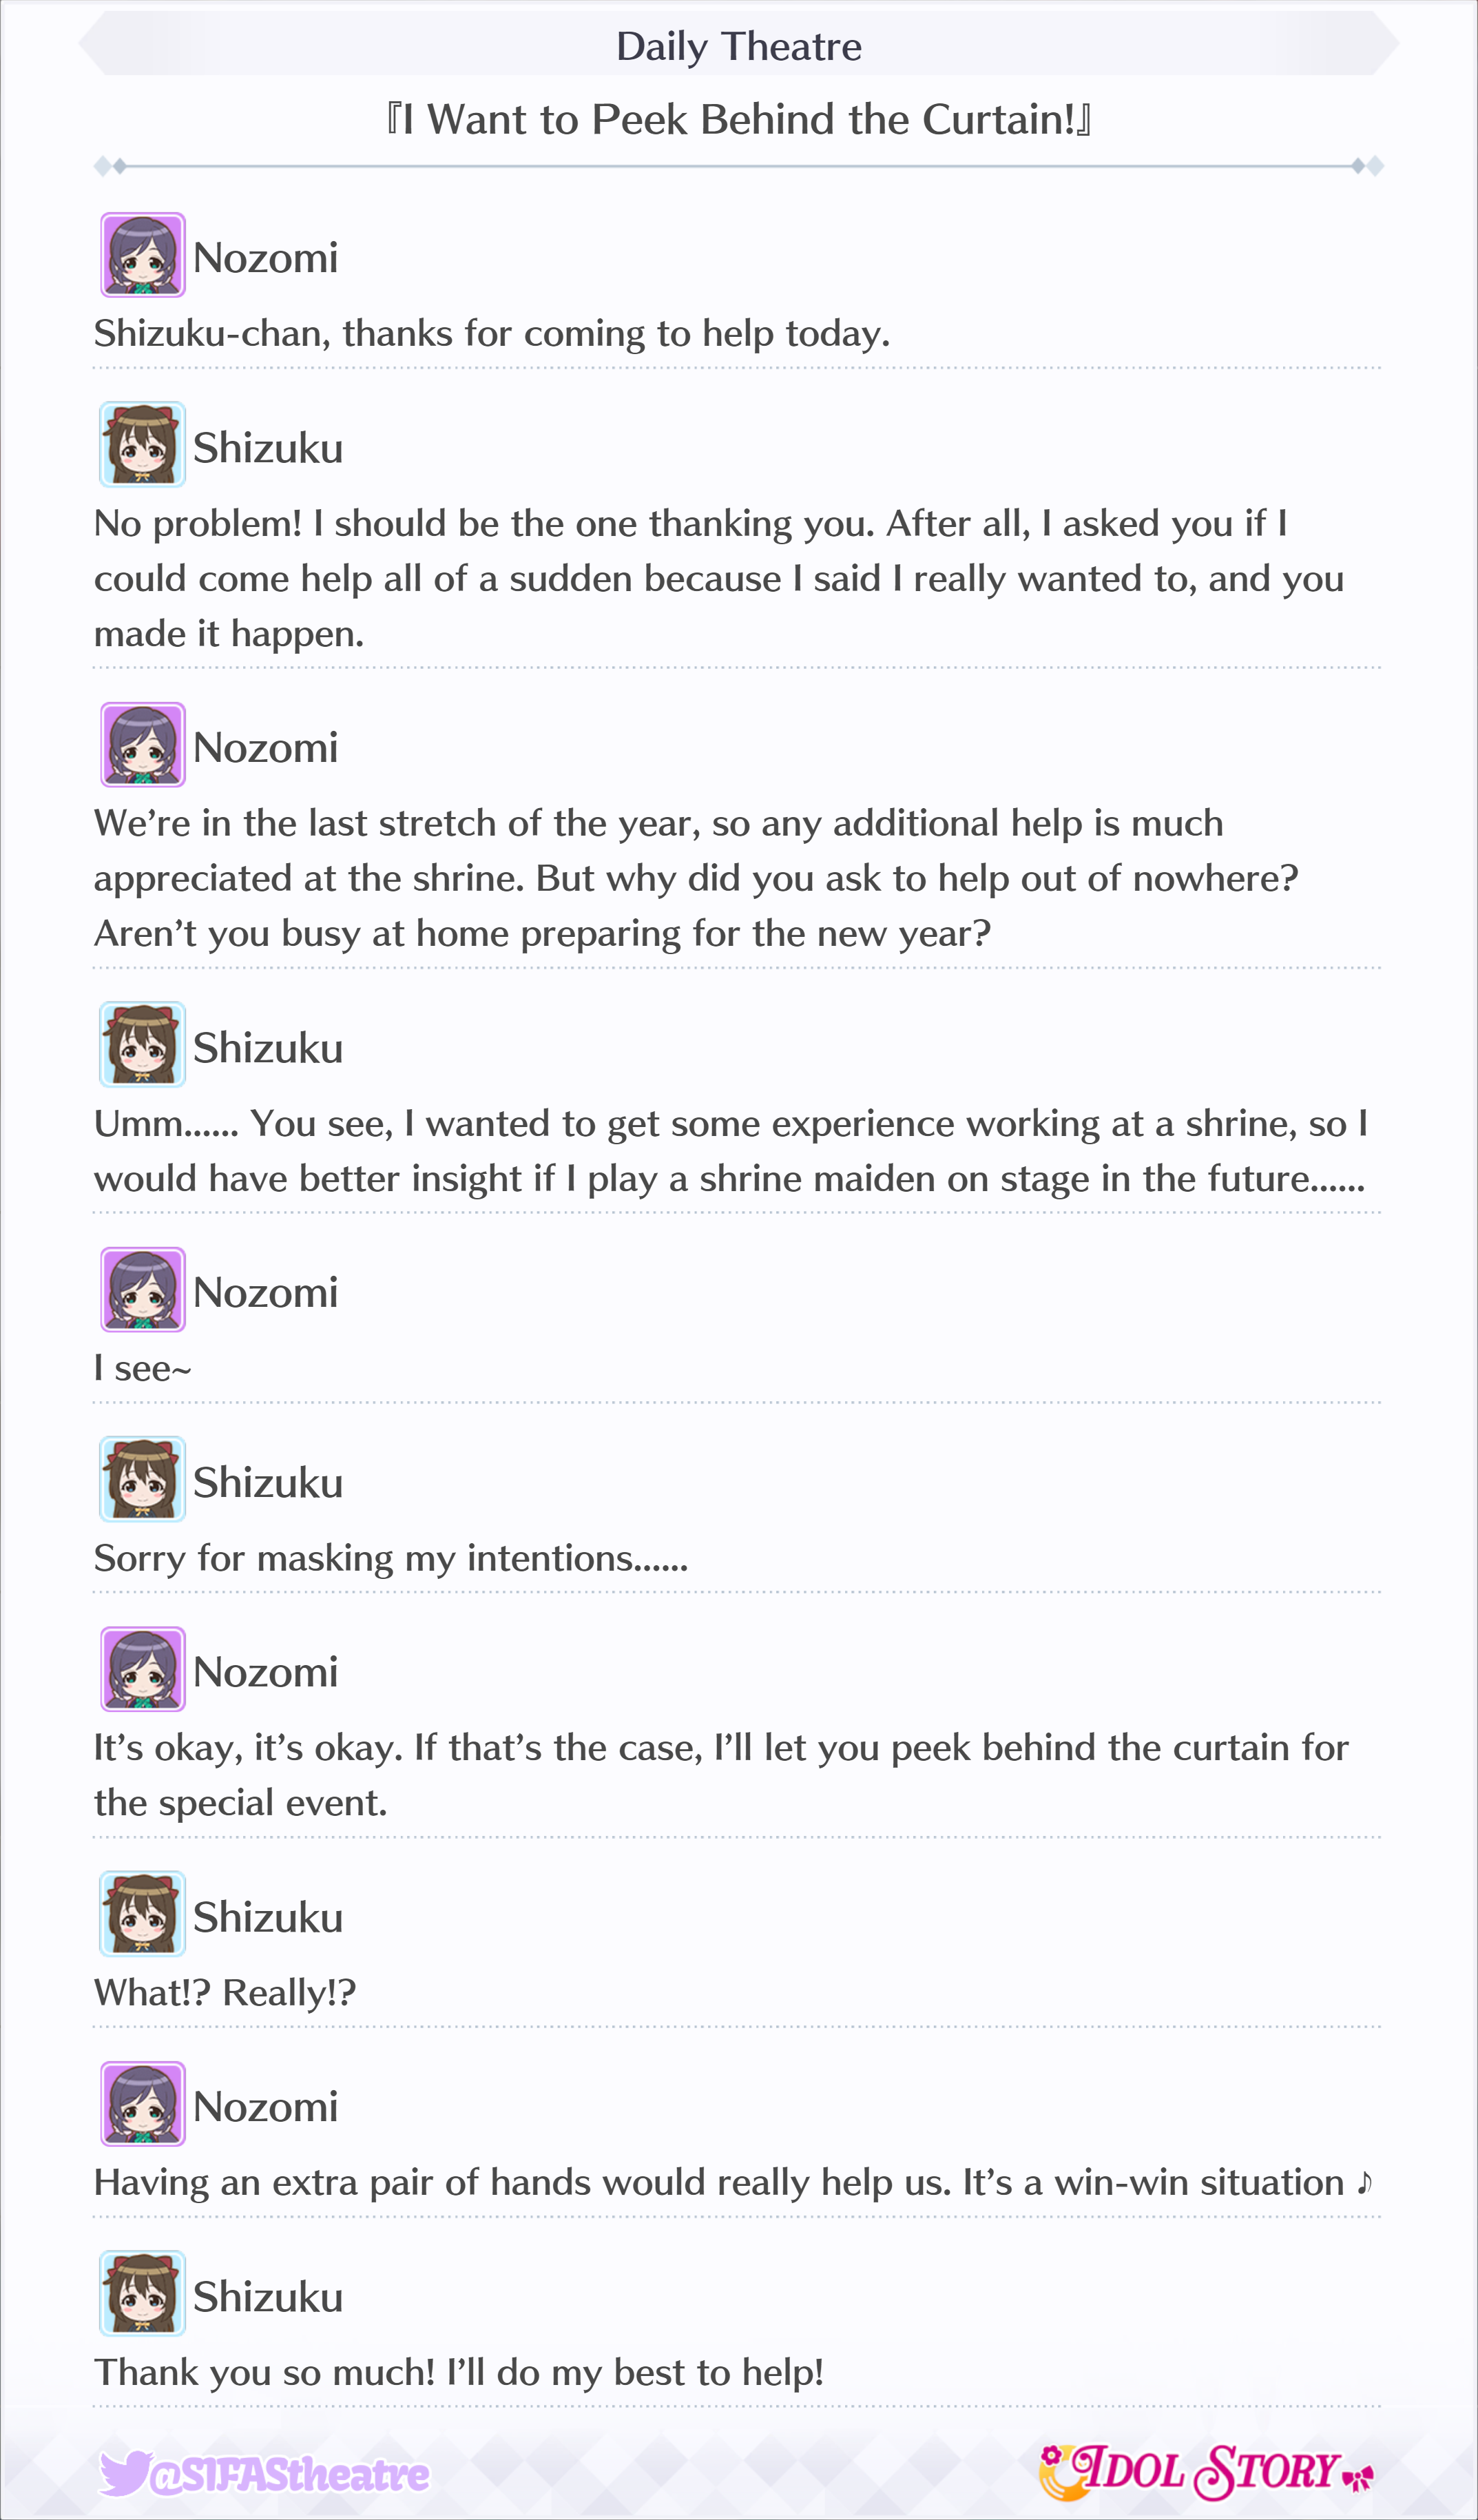 Daily Theatre
『I Want to Peek Behind the Curtain!』
Nozomi
Shizuku-chan, thanks for coming to help today.
Shizuku
No problem! I should be the one thanking you. After all, I asked you if I
could come help all of a sudden because I said I really wanted to, and you
made it happen.
Nozomi
We’re in the last stretch of the year, so any additional help is much
appreciated at the shrine. But why did you ask to help out of nowhere?
Aren’t you busy at home preparing for the new year?
Shizuku
Umm...... You see, I wanted to get some experience working at a shrine, so I
would have better insight if I play a shrine maiden on stage in the future......
Nozomi
I see~
Shizuku
Sorry for masking my intentions......
Nozomi
It’s okay, it’s okay. If that’s the case, I’ll let you peek behind the curtain for
the special event.
Shizuku
What!? Really!?
Nozomi
Having an extra pair of hands would really help us. It’s a win-win situation ♪
Shizuku
Thank you so much! I’ll do my best to help!
@SIFAStheatre
IDOL STORY